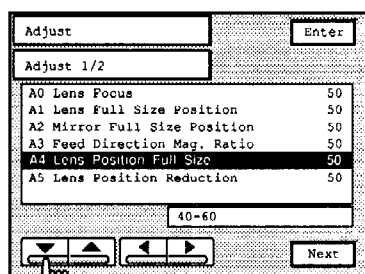 Adjust
Enter
Adjust 1/2
A0 Lens Focus 50
A1 Lens Full Size Position 50
A2 Mirror Full Size Position 50
A3 Feed Direction Mag. Ratio 50
A4 Lens Position Full Size 50
A5 Lens Position Reduction 50
40-60
Next